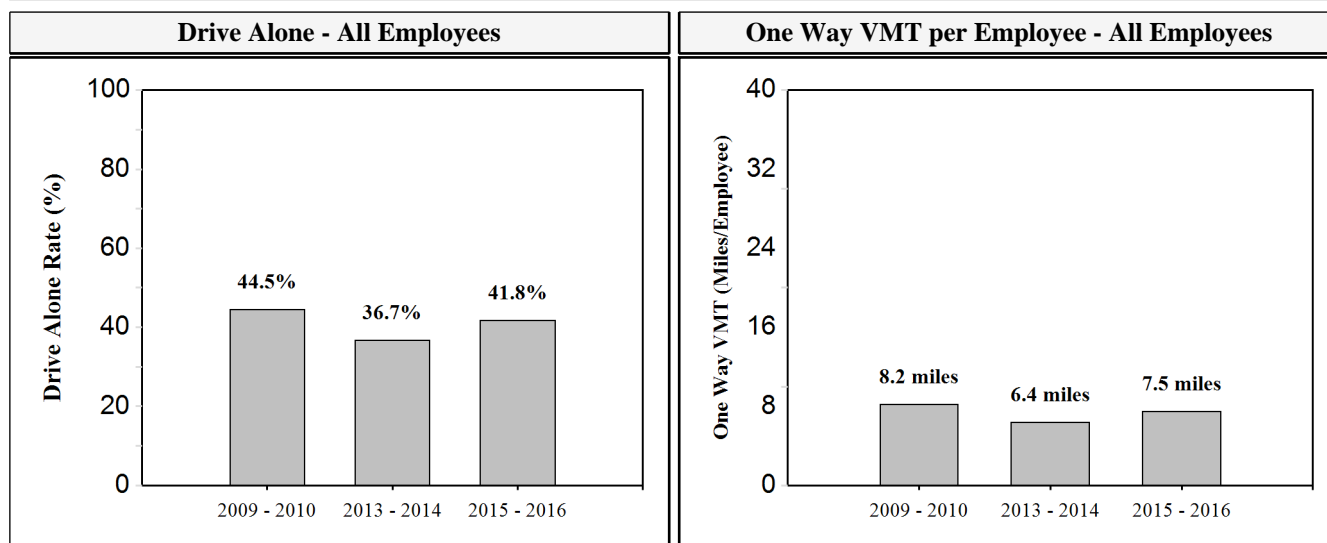 Drive Alone - All Employees
Drive Alone Rate (%)
100
80
60
40
20
0
44.5%
36.7%
41.8%
2009 - 2010
2013 - 2014
2015 - 2016
One Way VMT per Employee - All Employees
One Way VMT (Miles/Employee)
40
32
24
16
8
0
8.2 miles
6.4 miles
7.5 miles
2009 - 2010
2013 - 2014
2015 - 2016